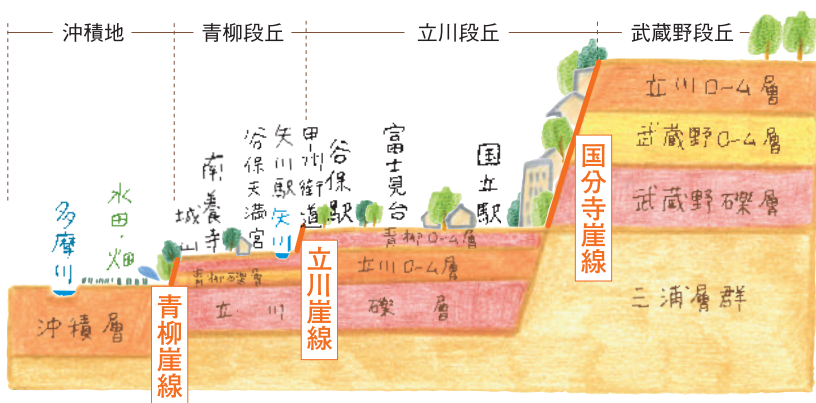 沖積地
青柳段丘
立川段丘
武蔵野段丘
多摩川
水田・畑
城山
南養寺
谷保天満宮
矢川駅
矢川
甲州街道
谷保駅
富士見台
国立駅
青柳崖線
立川崖線
国分寺崖線
立川ローム層
武蔵野ローム層
武蔵野礫層
三浦層群
青柳ローム層
立川ローム層
青柳礫層
立川礫層
沖積層